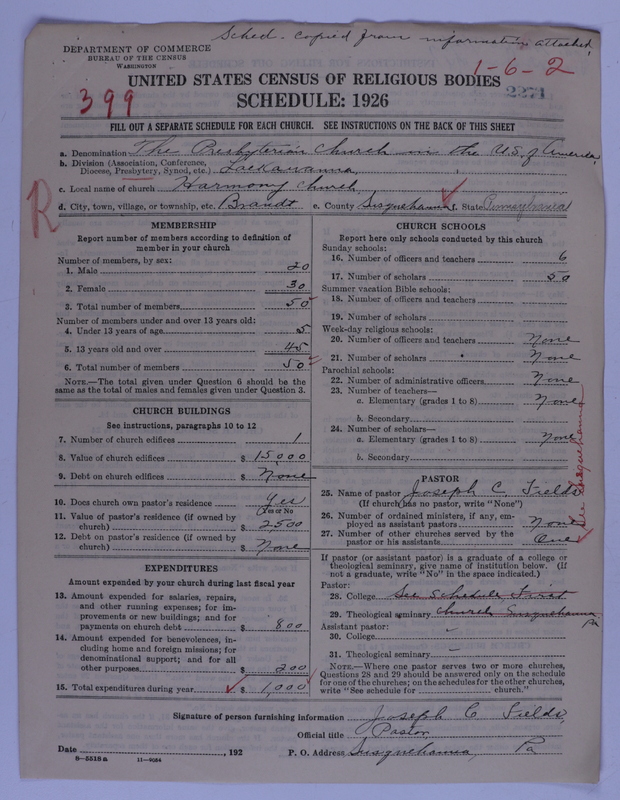 Sched. copied from information attached.
DEPARTMENT OF COMMERCE
BUREAU OF THE CENSUS
WASHINGTON
1-6-2
2271
399
UNITED STATES CENSUS OF RELIGIOUS BODIES
SCHEDULE: 1926
FILL OUT A SEPARATE SCHEDULE FOR EACH CHURCH. SEE INSTRUCTIONS ON THE BACK OF THIS SHEET
a. Denomination The Presbyterian Church in the U.S. of America,
b. Division (Association, Conference, Diocese, Presbytery, Synod, etc.) Lackawanna,
c. Local name of church Harmony Church
R
d. City, town, village, or township, etc. Brandt e. County Susquehanna f. State Pennsylvania
MEMBERSHIP
Report number of members according to definition of member in your church
Number of members, by sex:
1. Male 20
2. Female 30
3. Total number of members 50
Number of members under and over 13 years old:
4. Under 13 years of age 5
5. 13 years old and over 45
6. Total number of members 50
NOTE.—The total given under Question 6 should be the same as the total of males and females given under Question 3.
CHURCH BUILDINGS
See instructions, paragraphs 10 to 12
7. Number of church edifices 1
8. Value of church edifices $ 15000
9. Debt on church edifices $ None
10. Does church own pastor's residence Yes
(Yes or No
11. Value of pastor's residence (if owned by church) $ 2500
12. Debt on pastor's residence (if owned by church) $ None
EXPENDITURES
Amount expended by your church during last fiscal year
13. Amount expended for salaries, repairs, and other running expenses; for improvements or new buildings; and for payments on church debt $ 800
14. Amount expended for benevolences, including home and foreign missions; for denominational support; and for all other purposes $ 200
15. Total expenditures during year $ 1,000
CHURCH SCHOOLS
Report here only schools conducted by this church
Sunday schools:
16. Number of officers and teachers 6
17. Number of scholars 50
Summer vacation Bible schools:
18. Number of officers and teachers
19. Number of scholars
Week-day religious schools:
20. Number of officers and teachers None
21. Number of scholars None
Parochial schools:
22. Number of administrative officers None
23. Number of teachers—
a. Elementary (grades 1 to 8) None
b. Secondary
24. Number of scholars—
a. Elementary (grades 1 to 8) None
b. Secondary
See Susquehanna
PASTOR
25. Name of pastor Joseph C. Fields
(If church has no pastor, write "None")
26. Number of ordained ministers, if any, employed as assistant pastors None
27. Number of other churches served by the pastor or his assistants One
If pastor (or assistant pastor) is a graduate of a college or theological seminary, give name of institution below. (If not a graduate, write "No" in the space indicated.)
Pastor:
28. College See Schedule, First
29. Theological seminary Church Susquehanna, Pa
Assistant pastor:
30. College
31. Theological seminary
NOTE.—Where one pastor serves two or more churches, Questions 28 and 29 should be answered only on the schedule for one of the churches; on the schedules for the other churches, write "See schedule for church."
Signature of person furnishing information Joseph C Fields,
Official title Pastor,
Date , 192 P. O. Address Susquehanna, Pa
8—5518 a 11—9054